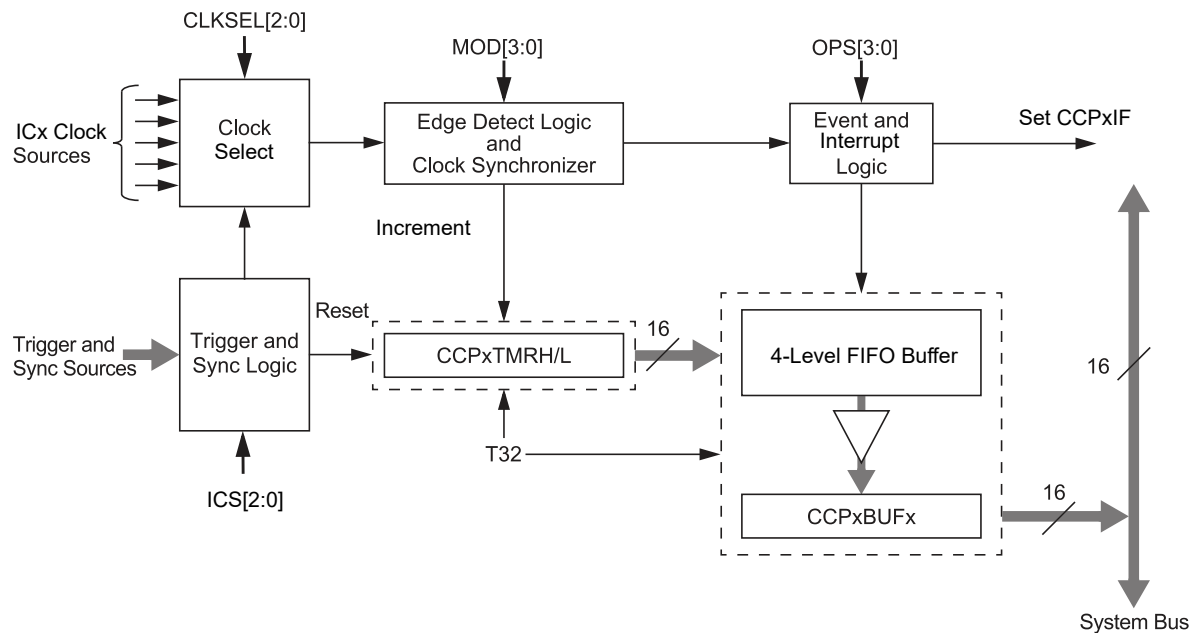 CLKSEL[2:0]
MOD[3:0]
OPS[3:0]
ICx Clock
Sources
Clock
Select
Edge Detect Logic
and
Clock Synchronizer
Event and
Interrupt
Logic
Set CCPxIF
Increment
Trigger and
Sync Sources
Trigger and
Sync Logic
Reset
CCPxTMRH/L
16
4-Level FIFO Buffer
16
T32
ICS[2:0]
CCPxBUFx
16
System Bus